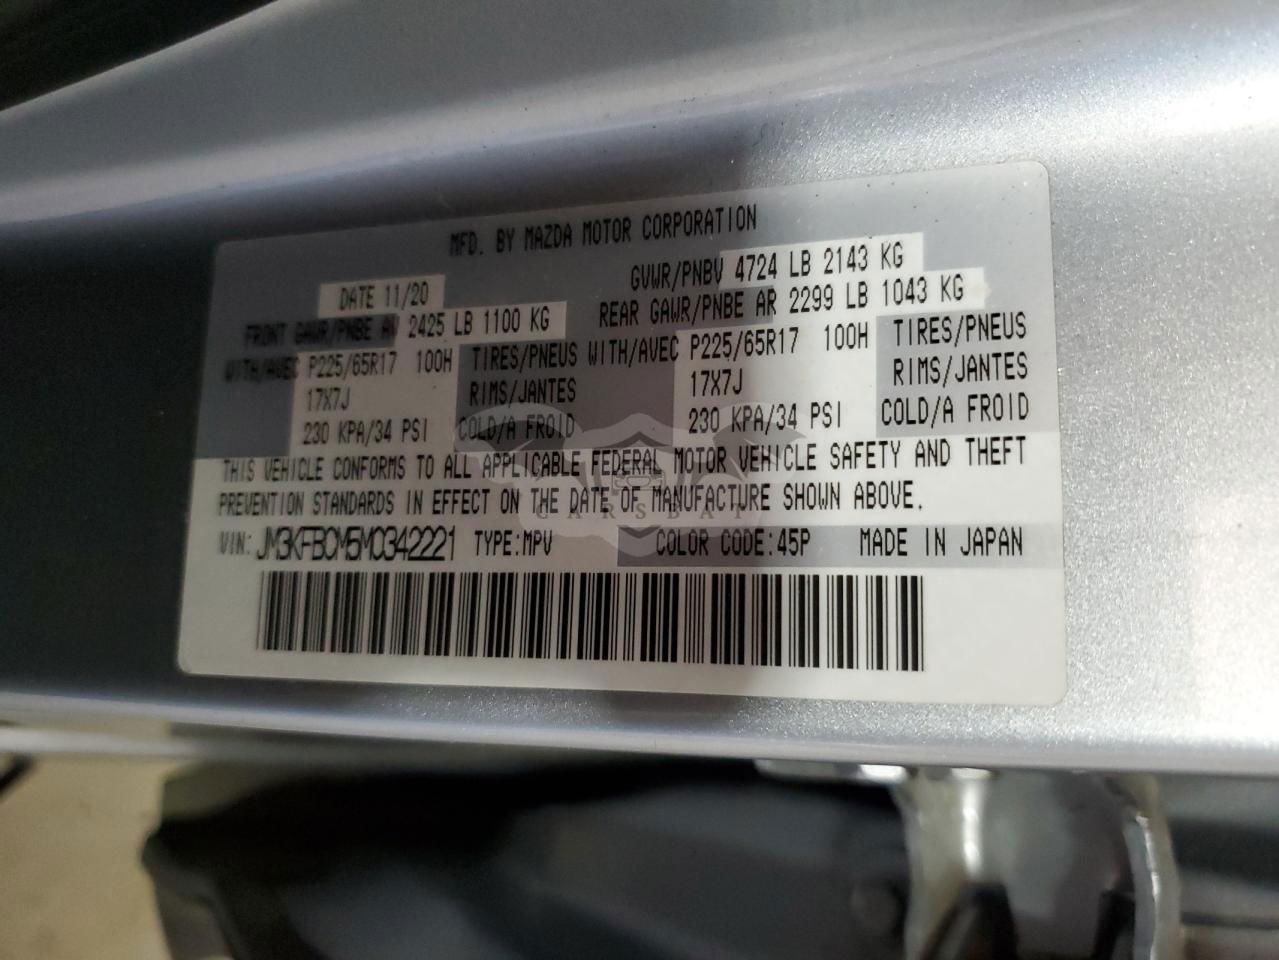 MFD. BY MAZDA MOTOR CORPORATION
DATE 11/20 GVWR/PNBV 4724 LB 2143 KG
FRONT GAWR/PNBE AV 2425 LB 1100 KG REAR GAWR/PNBE AR 2299 LB 1043 KG
WITH/AVEC P225/65R17 100H TIRES/PNEUS WITH/AVEC P225/65R17 100H TIRES/PNEUS
17X7J RIMS/JANTES 17X7J RIMS/JANTES
230 KPA/34 PSI COLD/A FROID 230 KPA/34 PSI COLD/A FROID
THIS VEHICLE CONFORMS TO ALL APPLICABLE FEDERAL MOTOR VEHICLE SAFETY AND THEFT
PREVENTION STANDARDS IN EFFECT ON THE DATE OF MANUFACTURE SHOWN ABOVE.
CARSBAT
VIN: JM3KFBCM5M0342221 TYPE:MPV COLOR CODE:45P MADE IN JAPAN